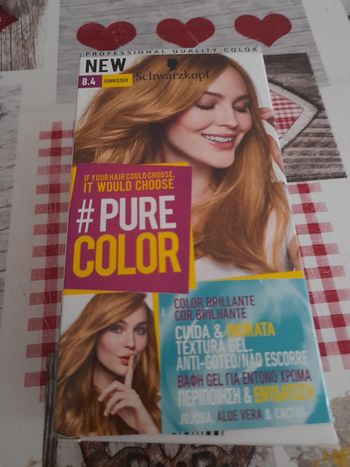 PROFESSIONAL QUALITY COLOR
NEW
8.4
SUNKISSED
Schwarzkopf
IF YOUR HAIR COULD CHOOSE,
IT WOULD CHOOSE
# PURE
COLOR
COLOR BRILLANTE
COR BRILHANTE
CUIDA & HIDRATA
TEXTURA GEL
ANTI-GOTEO/NÃO ESCORRE
ΒΑΦΗ GEL ΓΙΑ ΕΝΤΟΝΟ ΧΡΩΜΑ
ΠΕΡΙΠΟΙΗΣΗ & ΕΝΥΔΑΤΩΣΗ
JOJOBA, ALOE VERA & CACTUS